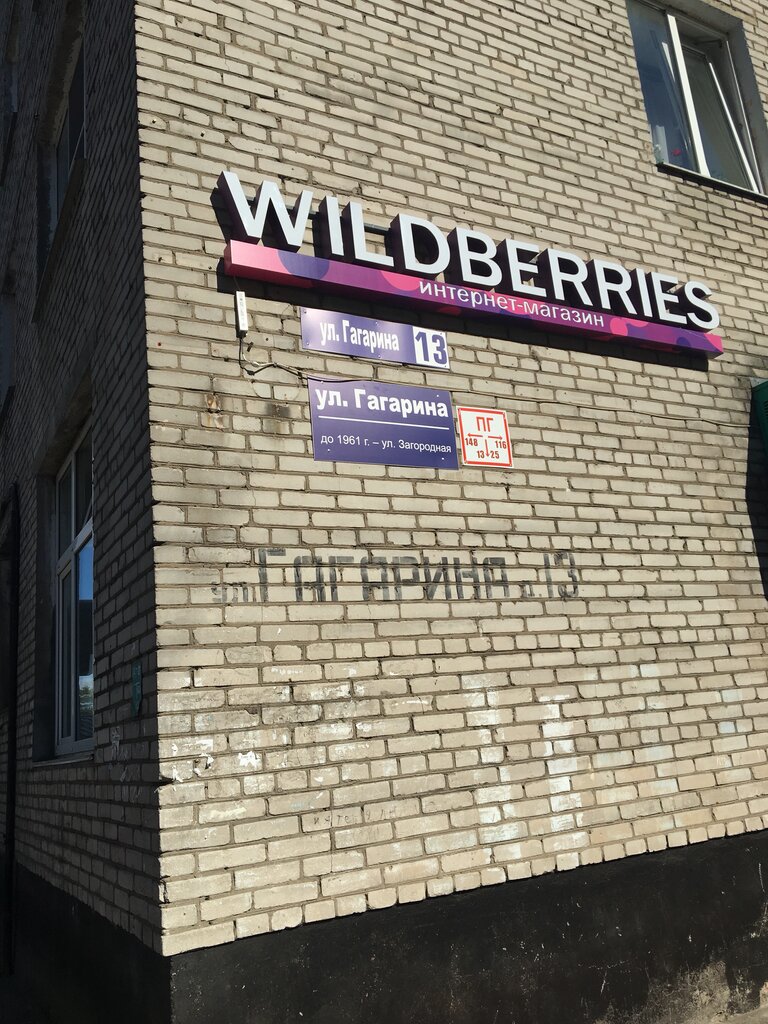 WILDBERRIES
интернет-магазин
ул. Гагарина 13
ул. Гагарина
до 1961 г. – ул. Загородная
ПГ
148 116
13 25
ул. ГАГАРИНА д. 13